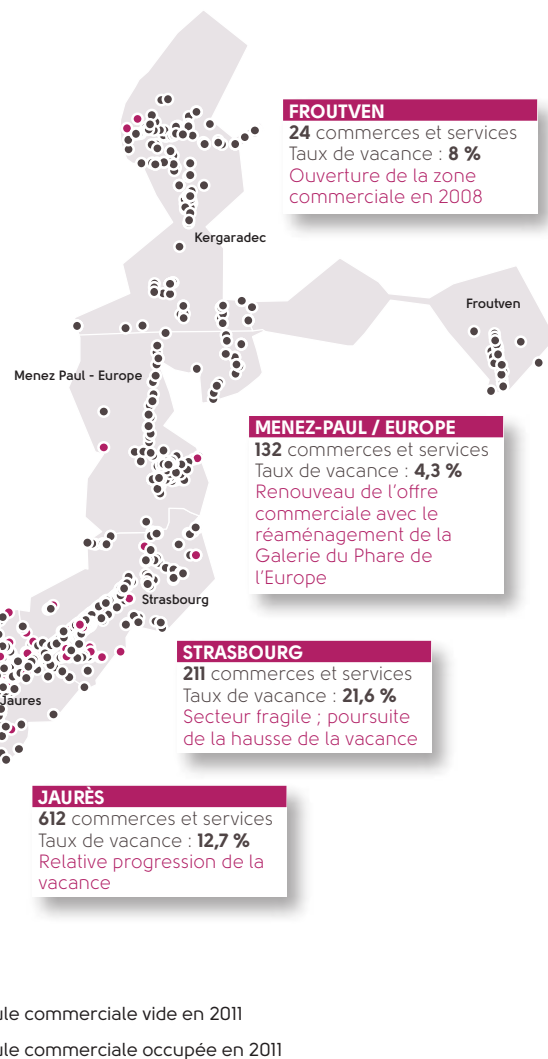 FROUTVEN
24 commerces et services
Taux de vacance : 8 %
Ouverture de la zone
commerciale en 2008
Kergaradec
Froutven
Menez Paul - Europe
MENEZ-PAUL / EUROPE
132 commerces et services
Taux de vacance : 4,3 %
Renouveau de l'offre
commerciale avec le
réaménagement de la
Galerie du Phare de
l'Europe
Strasbourg
STRASBOURG
211 commerces et services
Taux de vacance : 21,6 %
Secteur fragile ; poursuite
de la hausse de la vacance
Jaures
JAURÈS
612 commerces et services
Taux de vacance : 12,7 %
Relative progression de la
vacance
ule commerciale vide en 2011
ule commerciale occupée en 2011